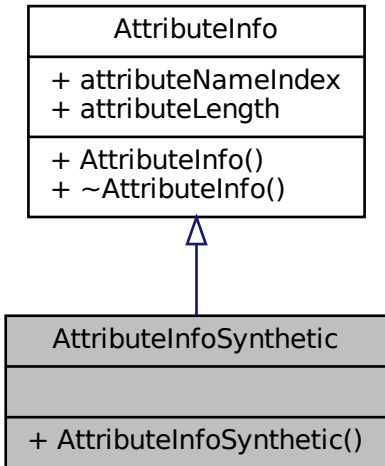 AttributeInfo
+ attributeNameIndex
+ attributeLength
+ AttributeInfo()
+ ~AttributeInfo()
AttributeInfoSynthetic
+ AttributeInfoSynthetic()